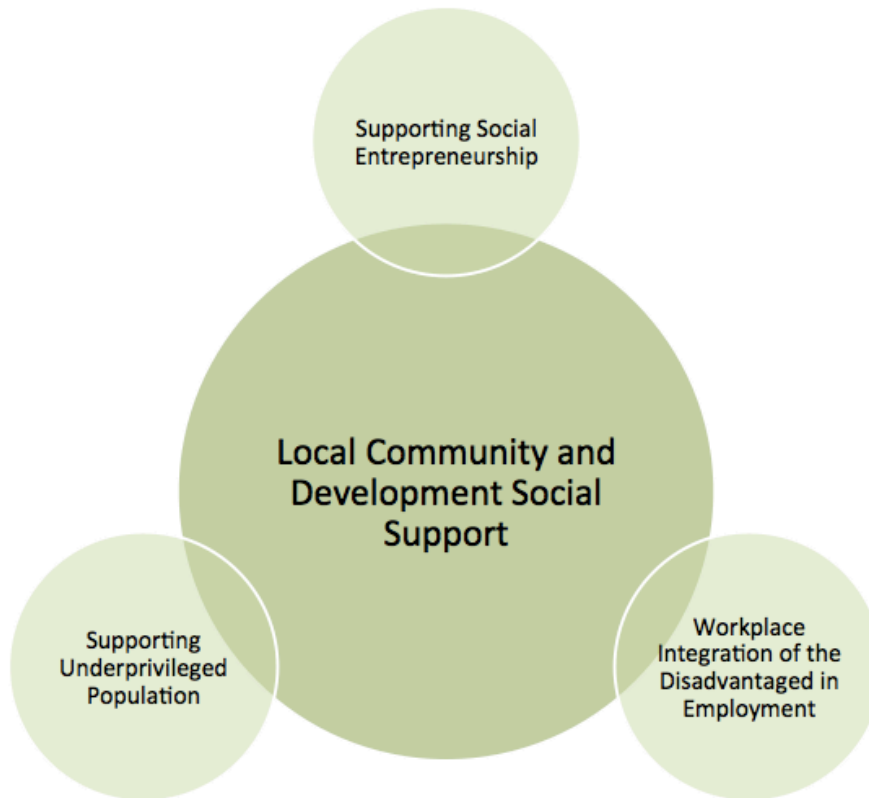 Supporting Social
Entrepreneurship
Local Community and
Development Social
Support
Supporting
Underprivileged
Population
Workplace
Integration of the
Disadvantaged in
Employment